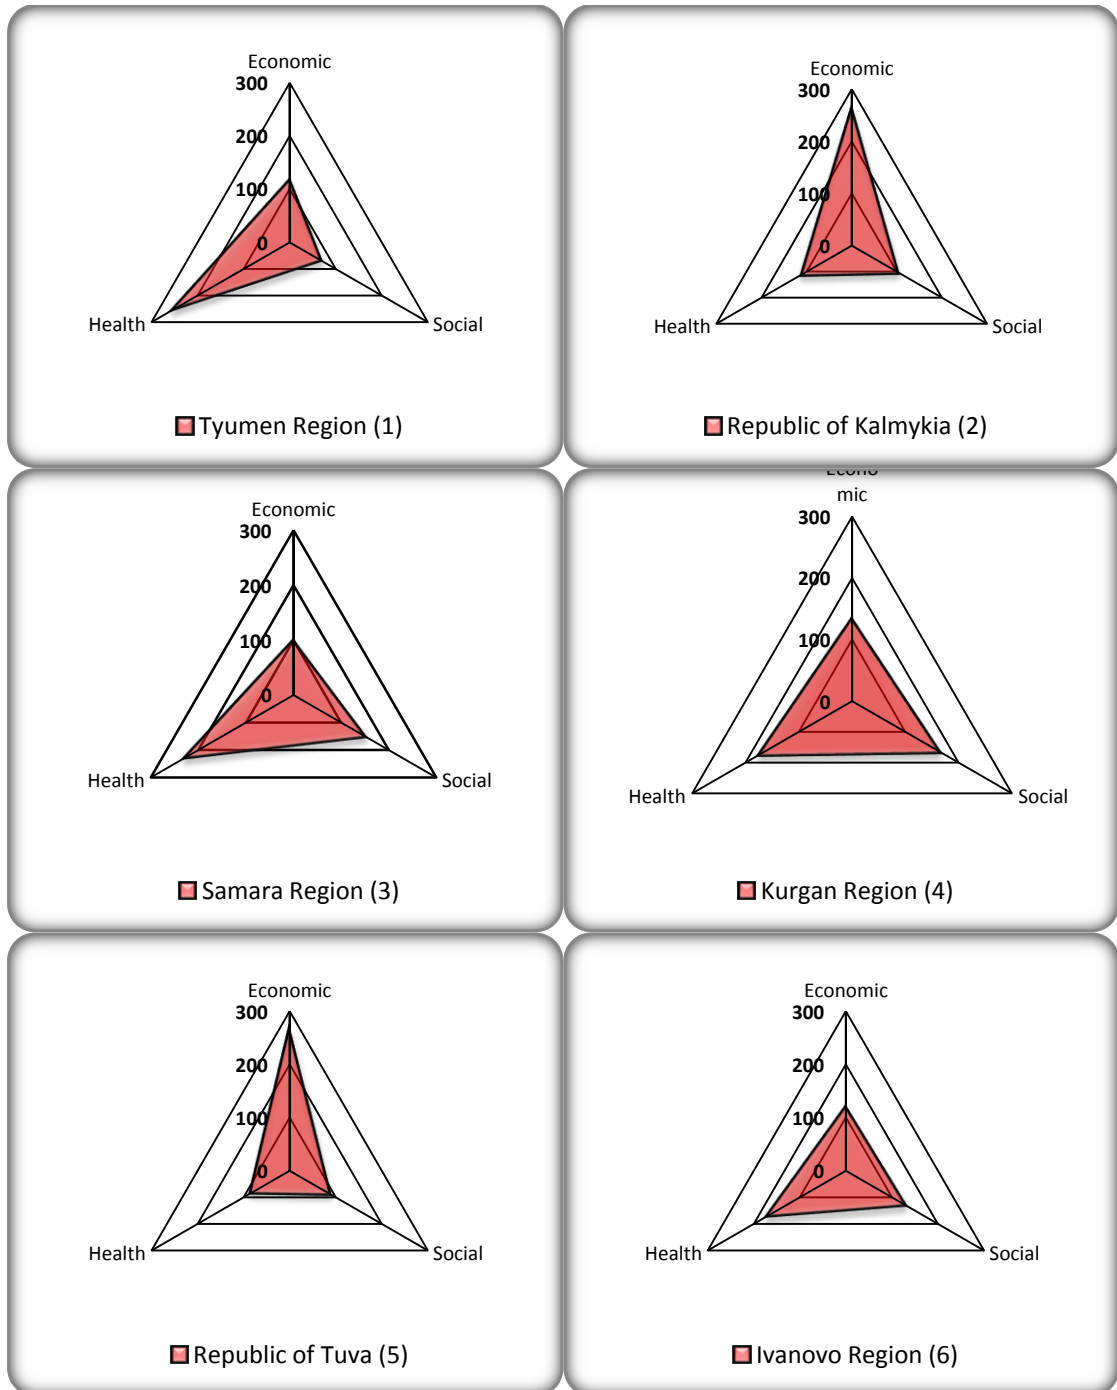 Economic
300
200
100
0
Health
Social
Tyumen Region (1)
Economic
300
200
100
0
Health
Social
Republic of Kalmykia (2)
Economic
300
200
100
0
Health
Social
Samara Region (3)
Econo
mic
300
200
100
0
Health
Social
Kurgan Region (4)
Economic
300
200
100
0
Health
Social
Republic of Tuva (5)
Economic
300
200
100
0
Health
Social
Ivanovo Region (6)